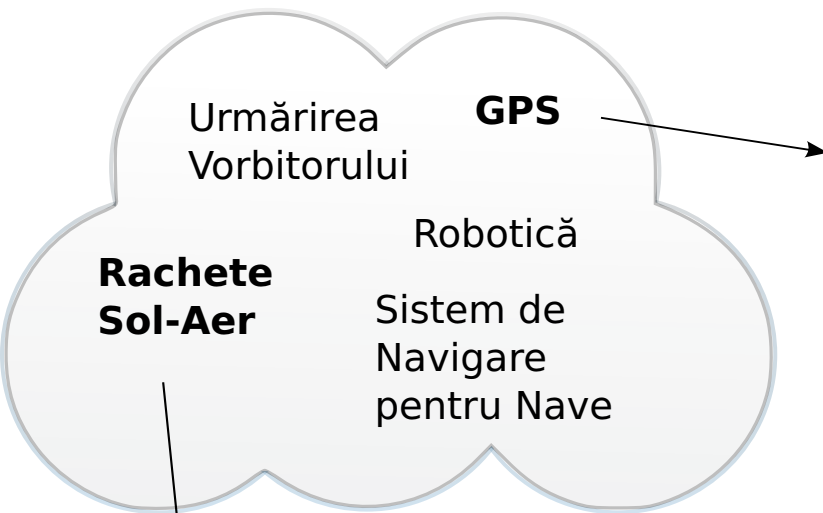 Urmărirea
Vorbitorului
GPS
Robotică
Rachete
Sol-Aer
Sistem de
Navigare
pentru Nave